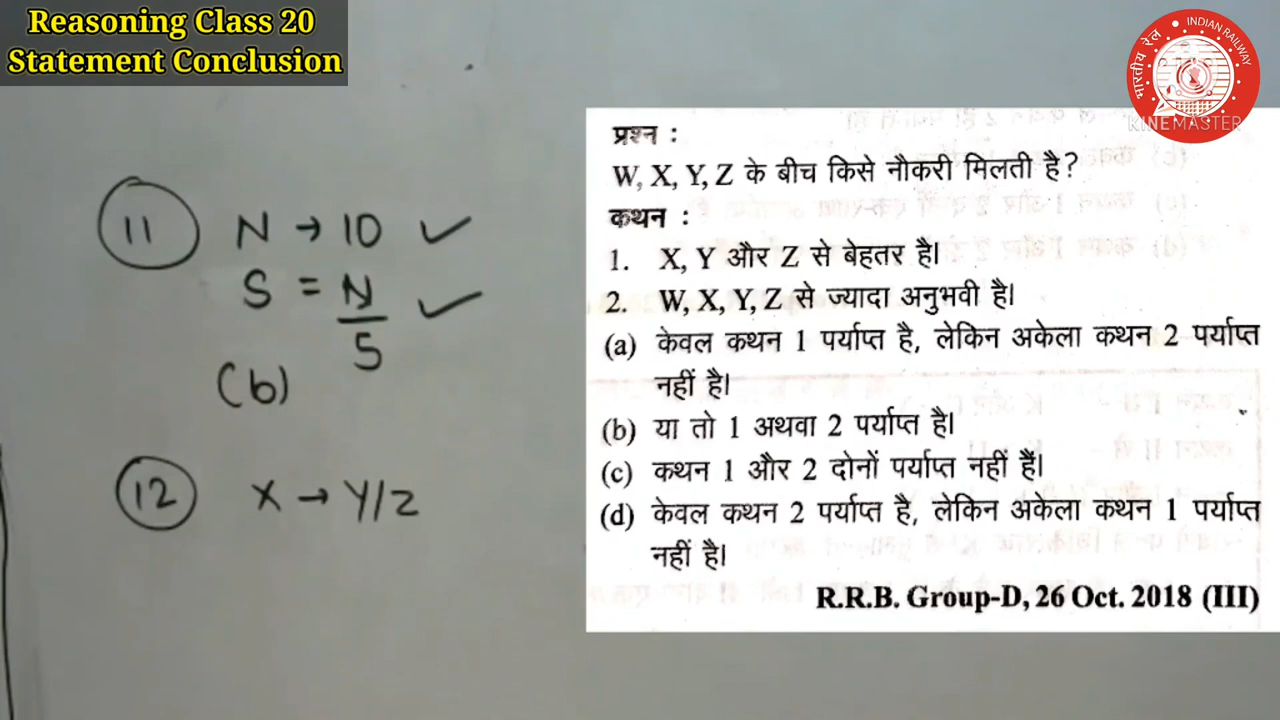 Reasoning Class 20
Statement Conclusion
भारतीय रेल • INDIAN RAILWAY
KINEMASTER
11 N → 10 ✓
S = N/5 ✓
(b)
12 X → Y/Z
प्रश्न :
W, X, Y, Z के बीच किसे नौकरी मिलती है?
कथन :
1. X, Y और Z से बेहतर है।
2. W, X, Y, Z से ज्यादा अनुभवी है।
(a) केवल कथन 1 पर्याप्त है, लेकिन अकेला कथन 2 पर्याप्त
नहीं है।
(b) या तो 1 अथवा 2 पर्याप्त है।
(c) कथन 1 और 2 दोनों पर्याप्त नहीं हैं।
(d) केवल कथन 2 पर्याप्त है, लेकिन अकेला कथन 1 पर्याप्त
नहीं है।
R.R.B. Group-D, 26 Oct. 2018 (III)